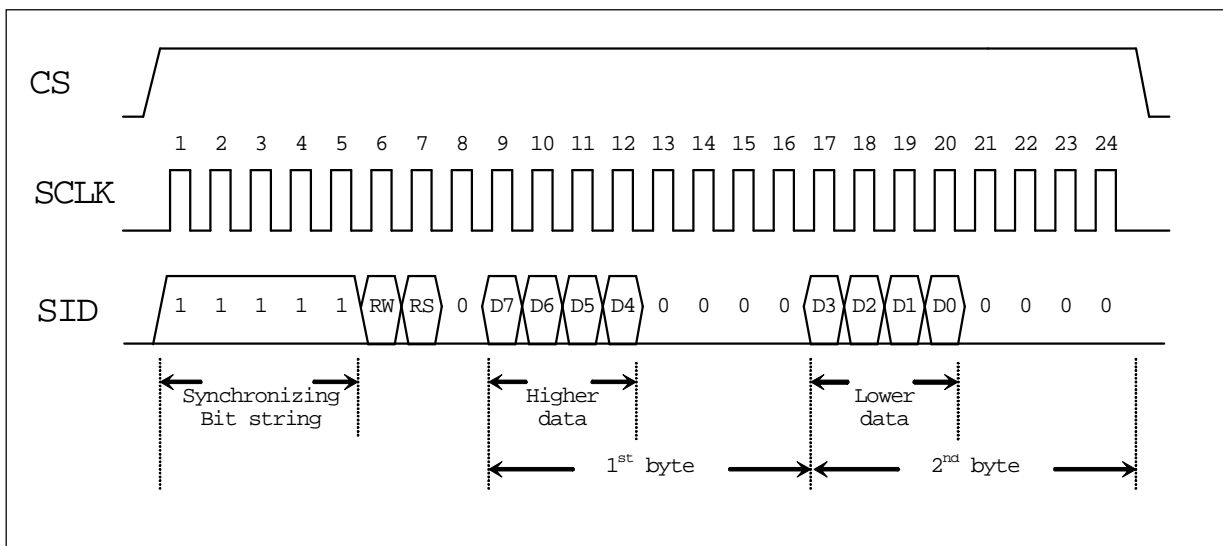 CS
1 2 3 4 5 6 7 8 9 10 11 12 13 14 15 16 17 18 19 20 21 22 23 24
SCLK
SID
1 1 1 1 1 RW RS 0 D7 D6 D5 D4 0 0 0 0 D3 D2 D1 D0 0 0 0 0
Synchronizing
Bit string
Higher
data
Lower
data
1st byte
2nd byte